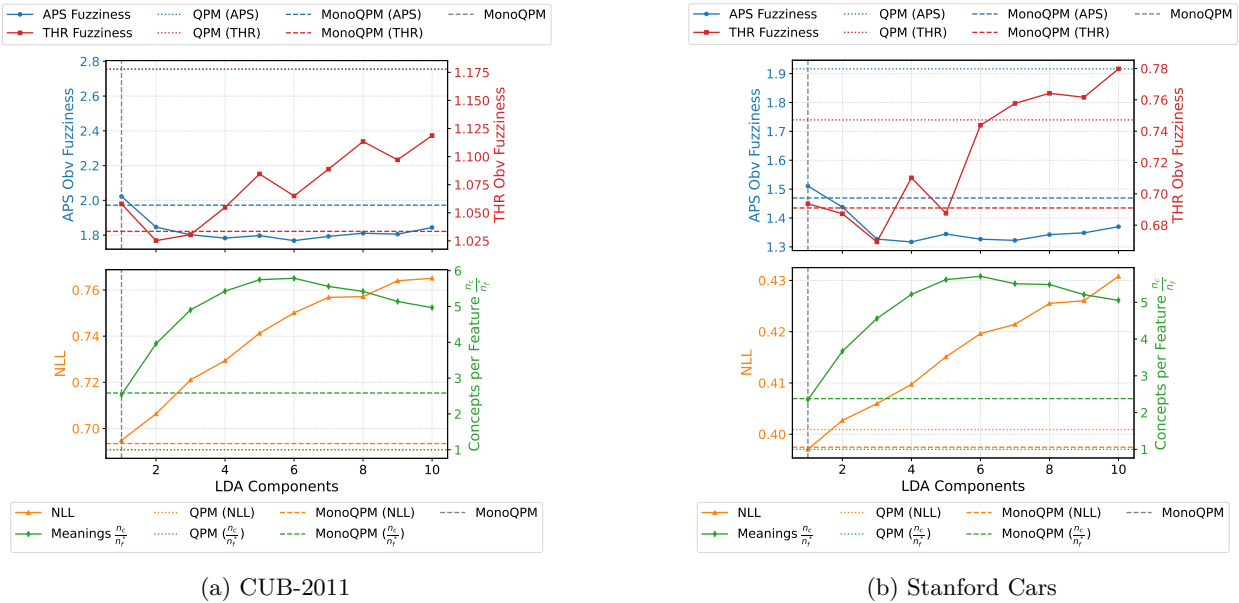 APS Fuzziness QPM (APS) MonoQPM (APS) MonoQPM
THR Fuzziness QPM (THR) MonoQPM (THR)
2.8
2.6
2.4
2.2
2.0
1.8
APS Obv Fuzziness
1.175
1.150
1.125
1.100
1.075
1.050
1.025
THR Obv Fuzziness
0.76
0.74
0.72
0.70
NLL
6
5
4
3
2
1
Concepts per Feature n_c/n_f^*
2 4 6 8 10
LDA Components
NLL QPM (NLL) MonoQPM (NLL) MonoQPM
Meanings n_c/n_f^* QPM (n_c/n_f^*) MonoQPM (n_c/n_f^*)
(a) CUB-2011
APS Fuzziness QPM (APS) MonoQPM (APS) MonoQPM
THR Fuzziness QPM (THR) MonoQPM (THR)
1.9
1.8
1.7
1.6
1.5
1.4
1.3
APS Obv Fuzziness
0.78
0.76
0.74
0.72
0.70
0.68
THR Obv Fuzziness
0.43
0.42
0.41
0.40
NLL
5
4
3
2
1
Concepts per Feature n_c/n_f^*
2 4 6 8 10
LDA Components
NLL QPM (NLL) MonoQPM (NLL) MonoQPM
Meanings n_c/n_f^* QPM (n_c/n_f^*) MonoQPM (n_c/n_f^*)
(b) Stanford Cars